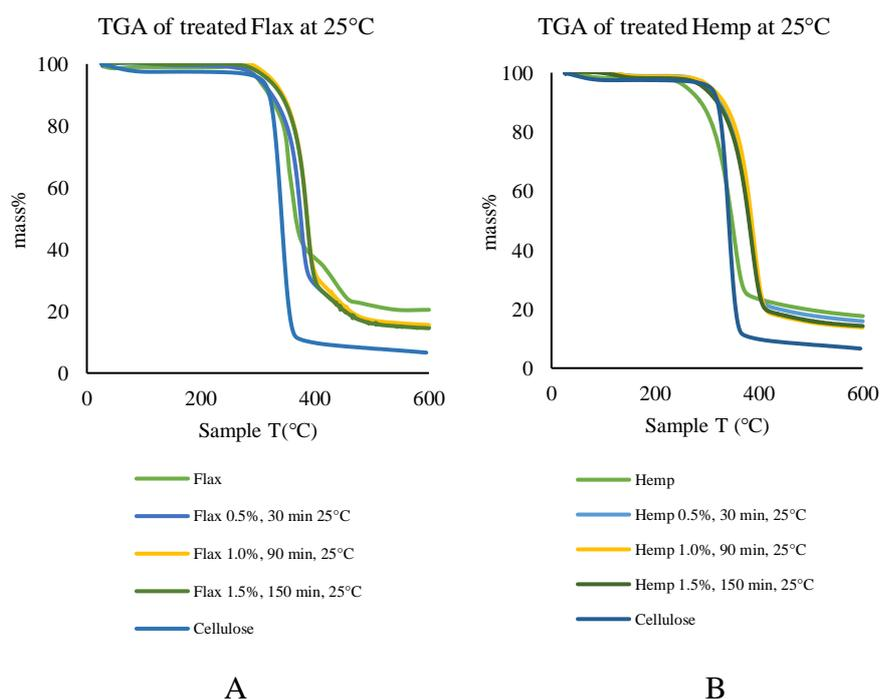 TGA of treated Flax at 25°C
100
80
60
40
20
0
mass%
0 200 400 600
Sample T(°C)
Flax
Flax 0.5%, 30 min 25°C
Flax 1.0%, 90 min, 25°C
Flax 1.5%, 150 min, 25°C
Cellulose
A
TGA of treated Hemp at 25°C
100
80
60
40
20
0
mass%
0 200 400 600
Sample T (°C)
Hemp
Hemp 0.5%, 30 min, 25°C
Hemp 1.0%, 90 min, 25°C
Hemp 1.5%, 150 min, 25°C
Cellulose
B